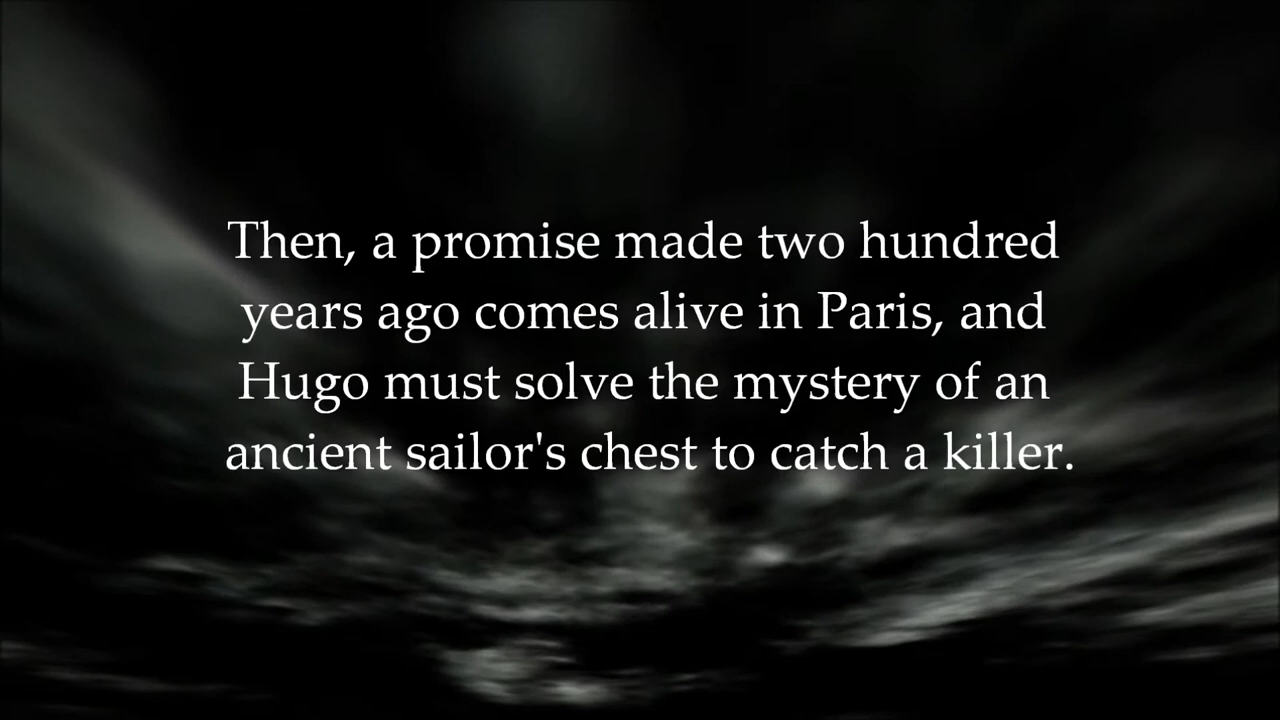 Then, a promise made two hundred
years ago comes alive in Paris, and
Hugo must solve the mystery of an
ancient sailor's chest to catch a killer.